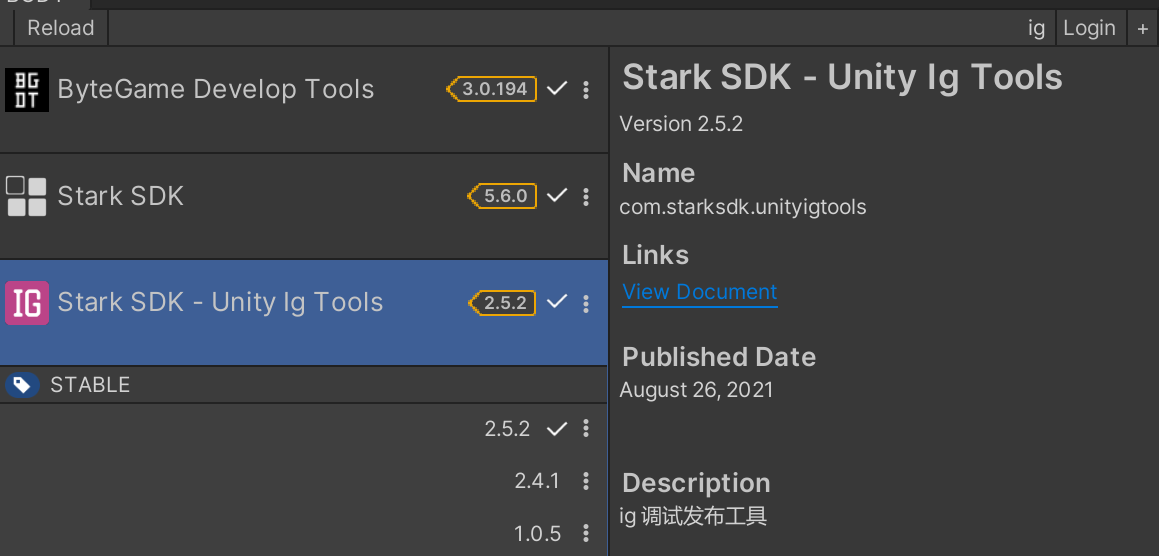 Reload
ig
Login
+
BG
DT
ByteGame Develop Tools
3.0.194
Stark SDK
5.6.0
IG
Stark SDK - Unity Ig Tools
2.5.2
STABLE
2.5.2
2.4.1
1.0.5
Stark SDK - Unity Ig Tools
Version 2.5.2
Name
com.starksdk.unityigtools
Links
View Document
Published Date
August 26, 2021
Description
ig 调试发布工具